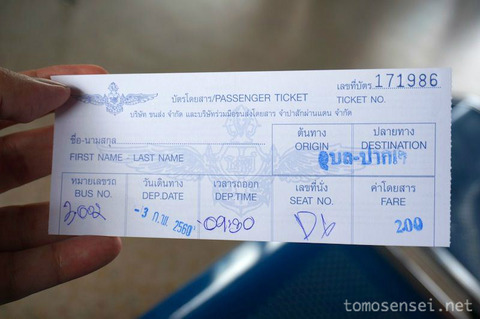 บัตรโดยสาร/PASSENGER TICKET
เลขที่บัตร 171986
TICKET NO.
บริษัท ขนส่ง จำกัด และบริษัทร่วมมือขนส่งโดยสาร จำปาสักผ่านแดน จำกัด
ชื่อ-นามสกุล
FIRST NAME - LAST NAME
ต้นทาง ปลายทาง
ORIGIN DESTINATION
อุบล-ปากเซ
หมายเลขรถ วันเดินทาง เวลารถออก เลขที่นั่ง ค่าโดยสาร
BUS NO. DEP.DATE DEP.TIME SEAT NO. FARE
-3 ก.พ. 2560 09:30 D6 200
tomosensei.net